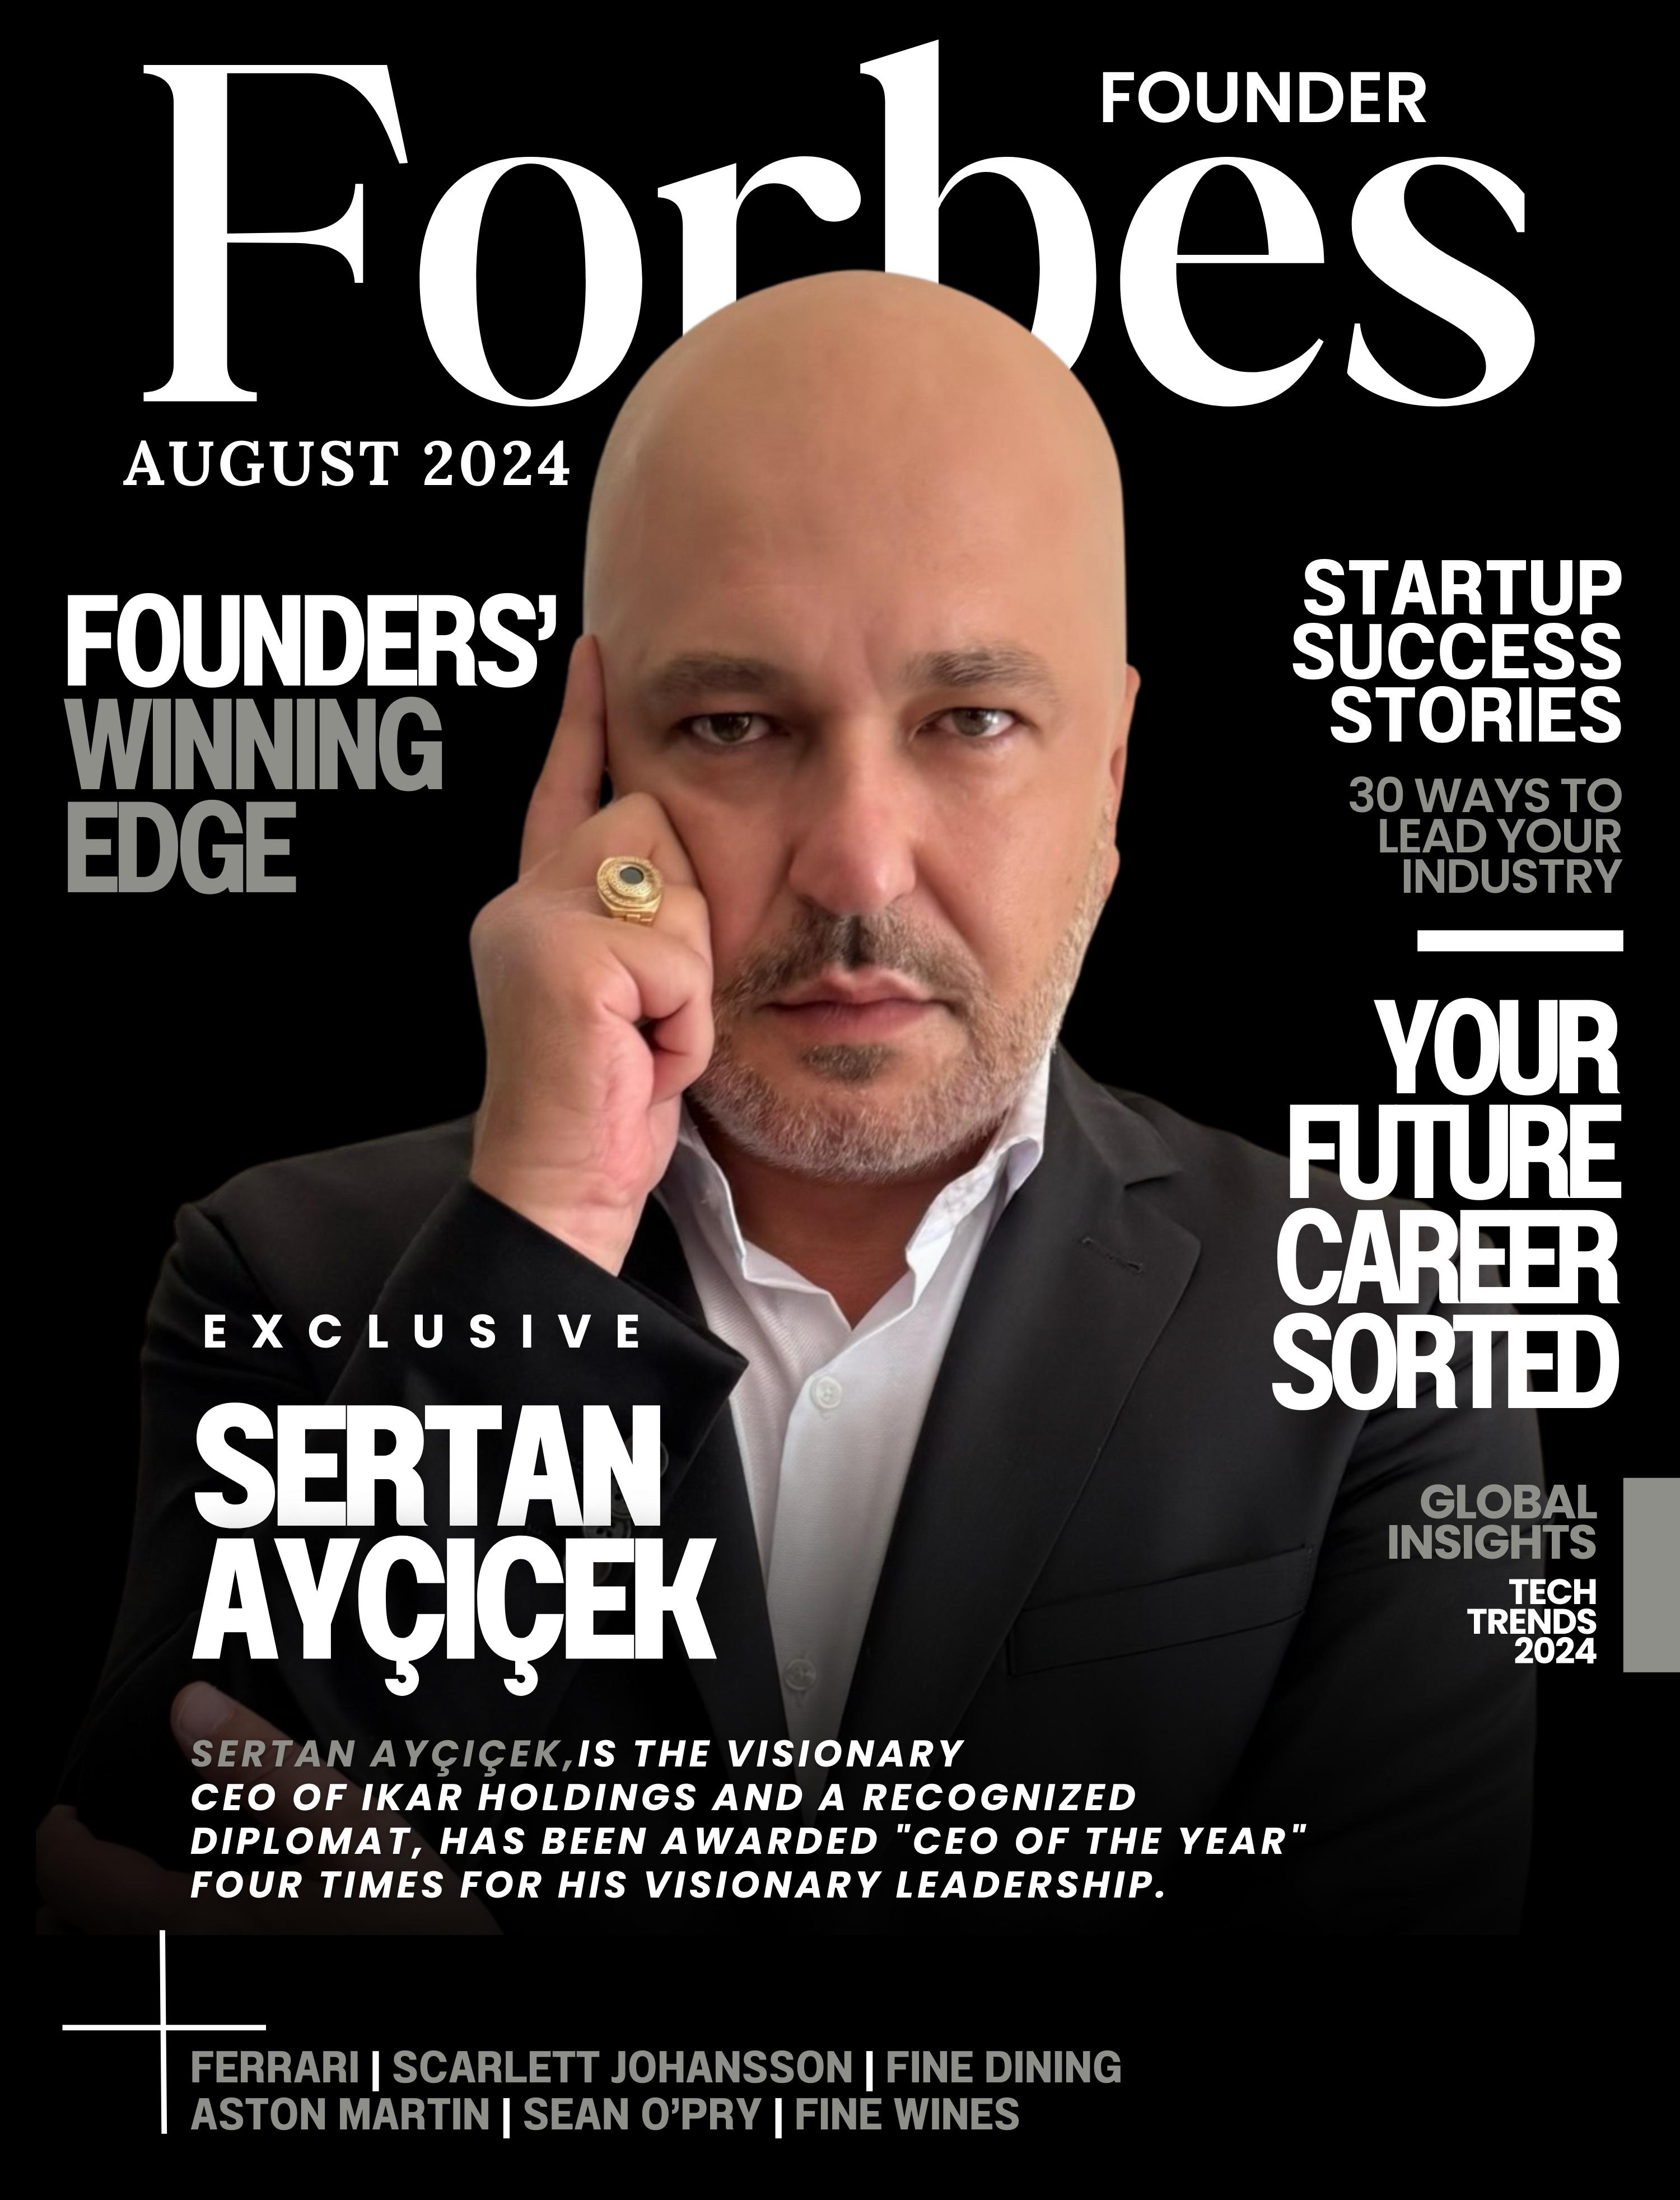 FOUNDER
Forbes
AUGUST 2024
FOUNDERS’
WINNING
EDGE
STARTUP
SUCCESS
STORIES
30 WAYS TO
LEAD YOUR
INDUSTRY
YOUR
FUTURE
CAREER
SORTED
GLOBAL
INSIGHTS
TECH
TRENDS
2024
EXCLUSIVE
SERTAN
AYÇIÇEK
SERTAN AYÇIÇEK,IS THE VISIONARY
CEO OF IKAR HOLDINGS AND A RECOGNIZED
DIPLOMAT, HAS BEEN AWARDED "CEO OF THE YEAR"
FOUR TIMES FOR HIS VISIONARY LEADERSHIP.
FERRARI | SCARLETT JOHANSSON | FINE DINING
ASTON MARTIN | SEAN O’PRY | FINE WINES